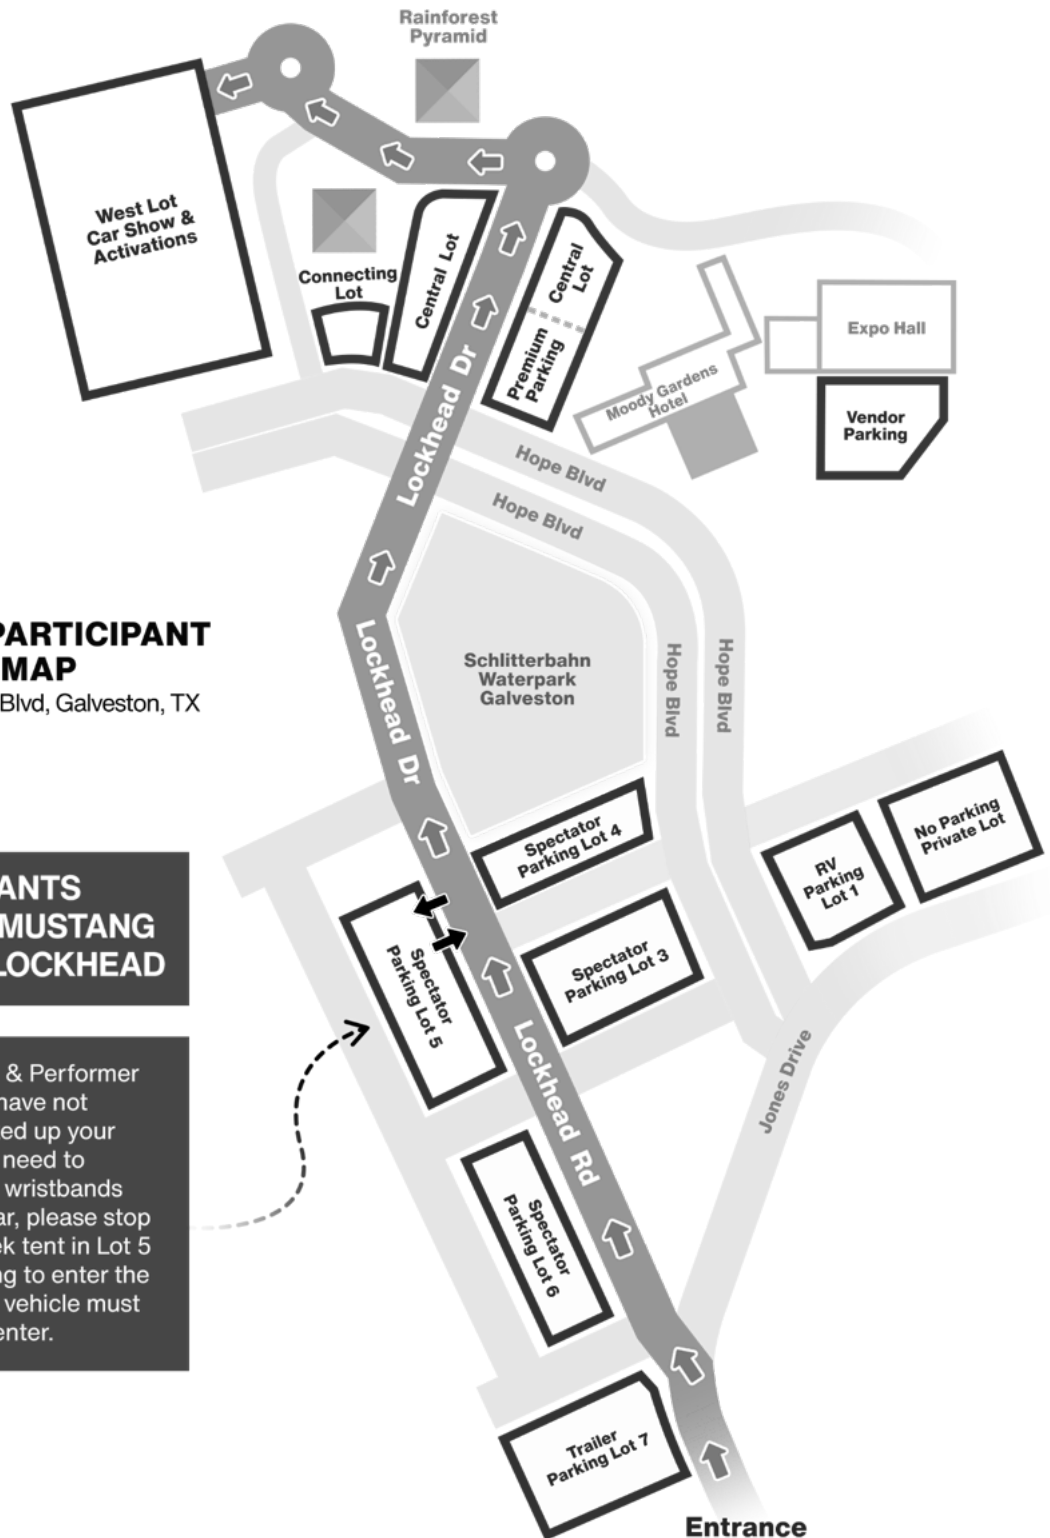 Rainforest
Pyramid
West Lot
Car Show &
Activations
Connecting
Lot
Central Lot
Central
Lot
Premium
Parking
Moody Gardens
Hotel
Expo Hall
Vendor
Parking
Lockhead Dr
Hope Blvd
Hope Blvd
PARTICIPANT
MAP
Blvd, Galveston, TX
Lockhead Dr
Schlitterbahn
Waterpark
Galveston
Hope Blvd
Hope Blvd
Spectator
Parking Lot 4
RV
Parking
Lot 1
No Parking
Private Lot
ANTS
MUSTANG
LOCKHEAD
Spectator
Parking Lot 5
Spectator
Parking Lot 3
Lockhead Rd
Jones Drive
& Performer
have not
ed up your
need to
wristbands
ar, please stop
ek tent in Lot 5
ng to enter the
vehicle must
enter.
Spectator
Parking Lot 6
Trailer
Parking Lot 7
Entrance